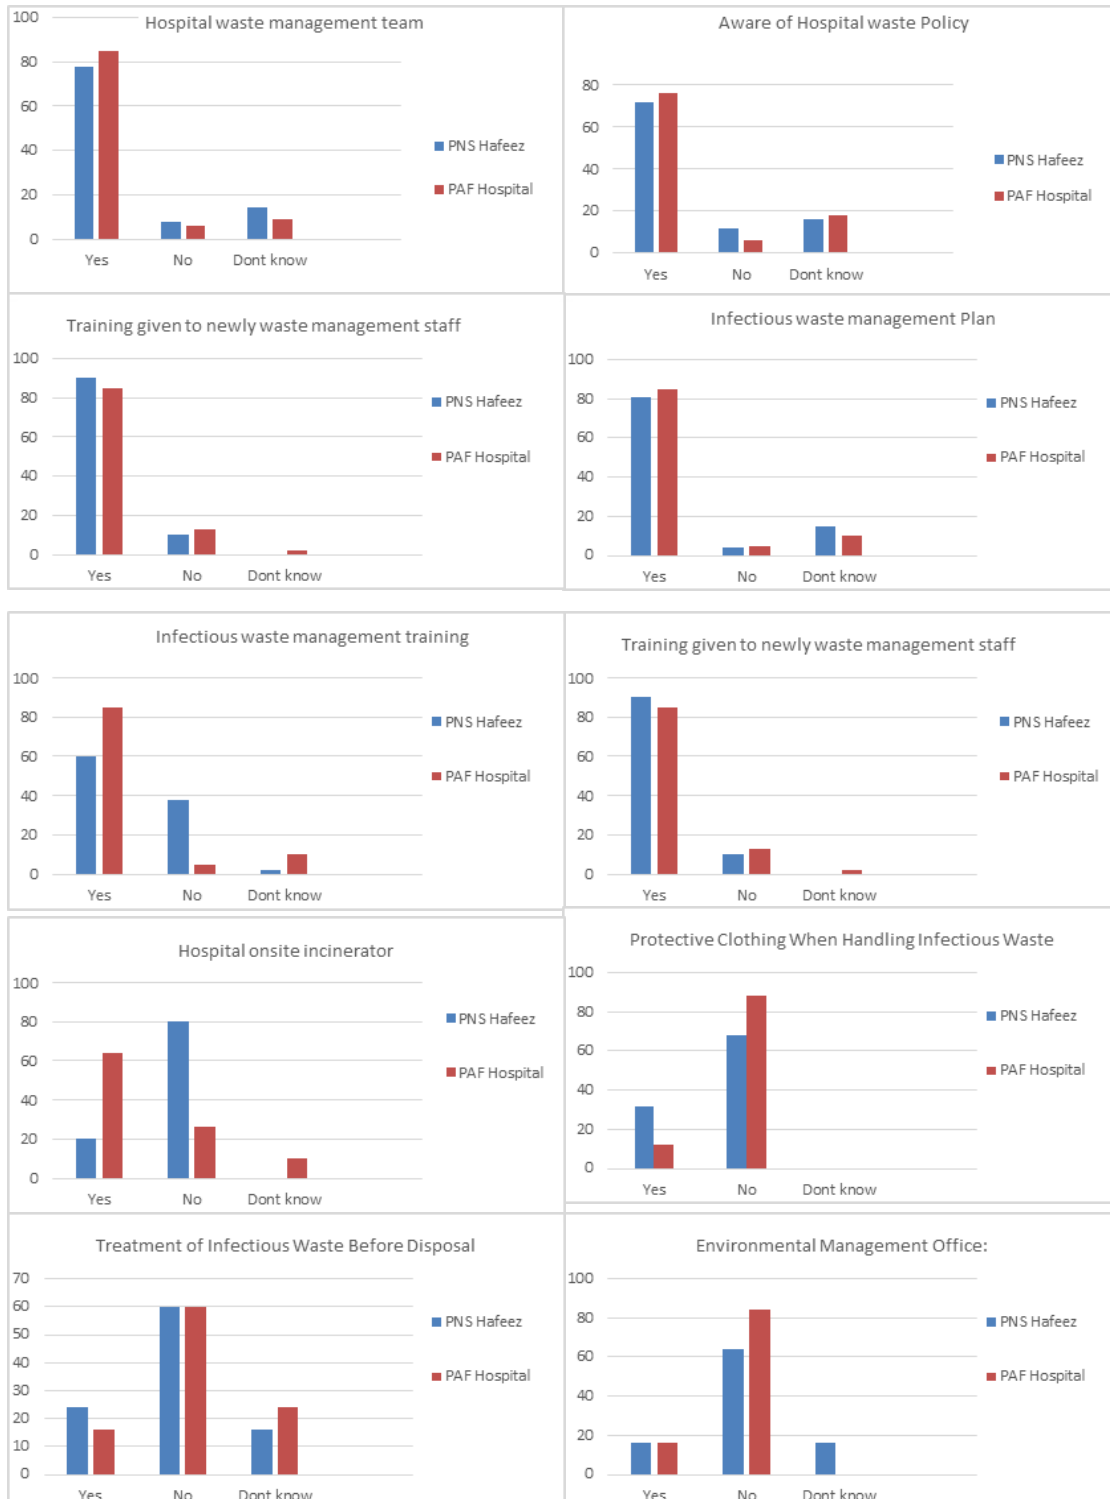 Hospital waste management team
100
80
60
40
20
0
Yes No Dont know
PNS Hafeez
PAF Hospital
Aware of Hospital waste Policy
80
60
40
20
0
Yes No Dont know
PNS Hafeez
PAF Hospital
Training given to newly waste management staff
100
80
60
40
20
0
Yes No Dont know
PNS Hafeez
PAF Hospital
Infectious waste management Plan
100
80
60
40
20
0
Yes No Dont know
PNS Hafeez
PAF Hospital
Infectious waste management training
100
80
60
40
20
0
Yes No Dont know
PNS Hafeez
PAF Hospital
Training given to newly waste management staff
100
80
60
40
20
0
Yes No Dont know
PNS Hafeez
PAF Hospital
Hospital onsite incinerator
100
80
60
40
20
0
Yes No Dont know
PNS Hafeez
PAF Hospital
Protective Clothing When Handling Infectious Waste
100
80
60
40
20
0
Yes No Dont know
PNS Hafeez
PAF Hospital
Treatment of Infectious Waste Before Disposal
70
60
50
40
30
20
10
0
Yes No Dont know
PNS Hafeez
PAF Hospital
Environmental Management Office:
100
80
60
40
20
0
Yes No Dont know
PNS Hafeez
PAF Hospital